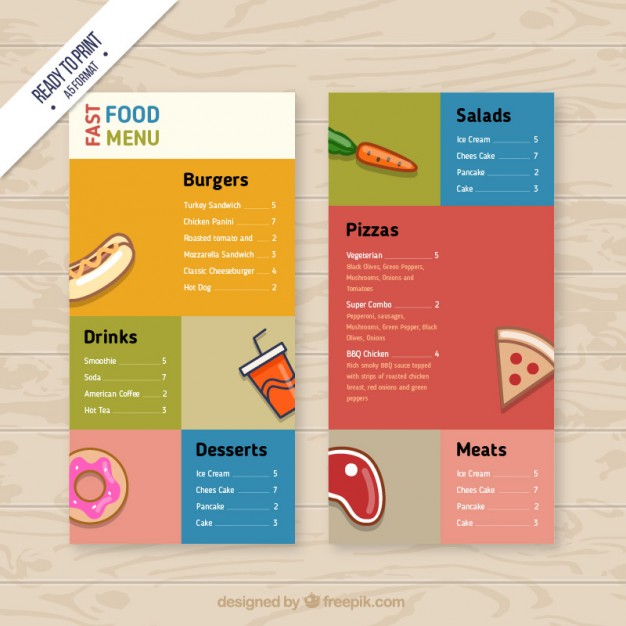 READY TO PRINT
A5 FORMAT
FAST
FOOD
MENU
Burgers
Turkey Sandwich 5
Chicken Panini 7
Roasted tomato and 2
Mozzarella Sandwich 3
Classic Cheeseburger 4
Hot Dog 2
Drinks
Smoothie 5
Soda 7
American Coffee 2
Hot Tea 3
Desserts
Ice Cream 5
Chees Cake 7
Pancake 2
Cake 3
Salads
Ice Cream 5
Chees Cake 7
Pancake 2
Cake 3
Pizzas
Vegeterian 5
Black Olives, Green Peppers,
Mushrooms, Onions and
Tomatoes
Super Combo 2
Pepperoni, sausages,
Mushrooms, Green Pepper, Black
Olives, Onions
BBQ Chicken 4
Rich smoky BBQ sauce topped
with strips of roasted chicken
breast, red onions and green
peppers
Meats
Ice Cream 5
Chees Cake 7
Pancake 2
Cake 3
designed by freepik.com